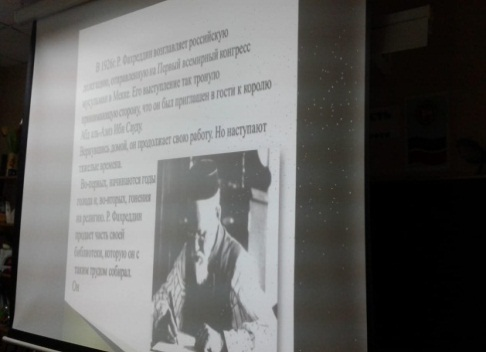 В 1926г Р. Фахреддин возглавляет российскую
делегацию, отправляющую на Первый всемирный конгресс
мусульман в Мекке. Его выступление так тронуло
принимающую сторону, что он был приглашен в гости к королю
Абд аль-Азиз Ибн Сауду.
Вернувшись домой, он продолжает свою работу. Но наступают
тяжелые времена.
Во-первых, начинаются годы
голода и, во-вторых, гонения
на религию. Р. Фахреддин
продает часть своей
библиотеки, которую он с
таким трудом собирал.
Он